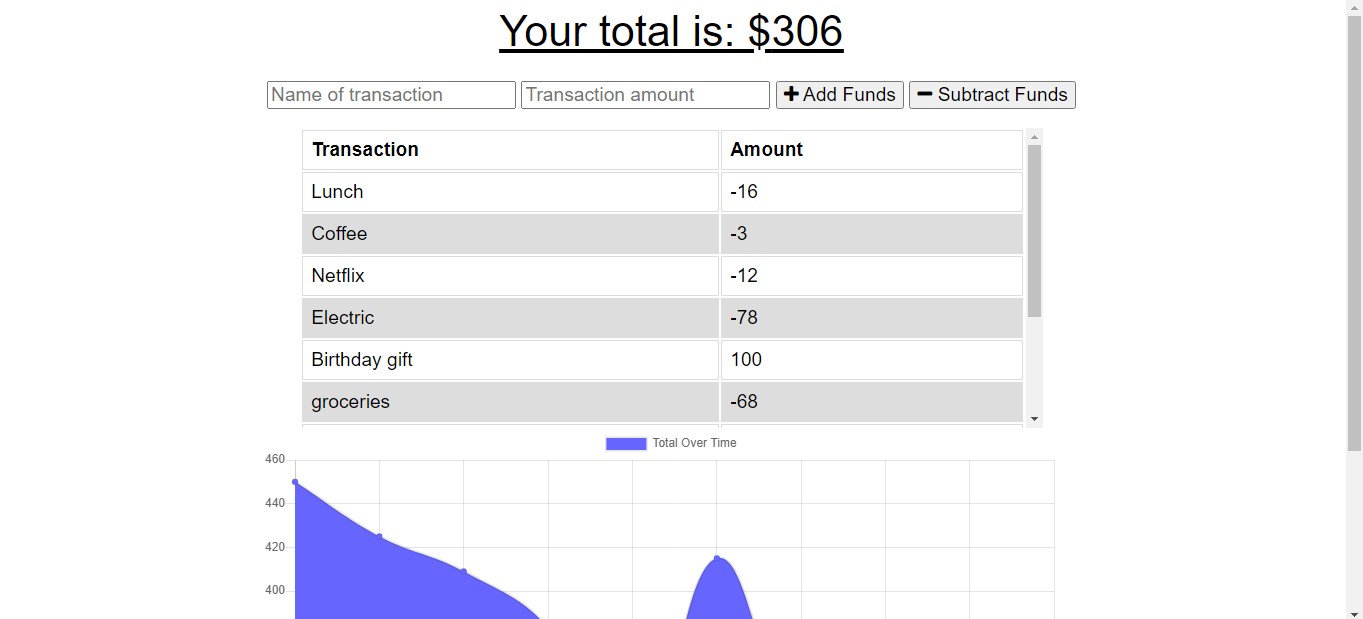 Your total is: $306
Name of transaction Transaction amount Add Funds Subtract Funds
Transaction Amount
Lunch -16
Coffee -3
Netflix -12
Electric -78
Birthday gift 100
groceries -68
Total Over Time
460
440
420
400